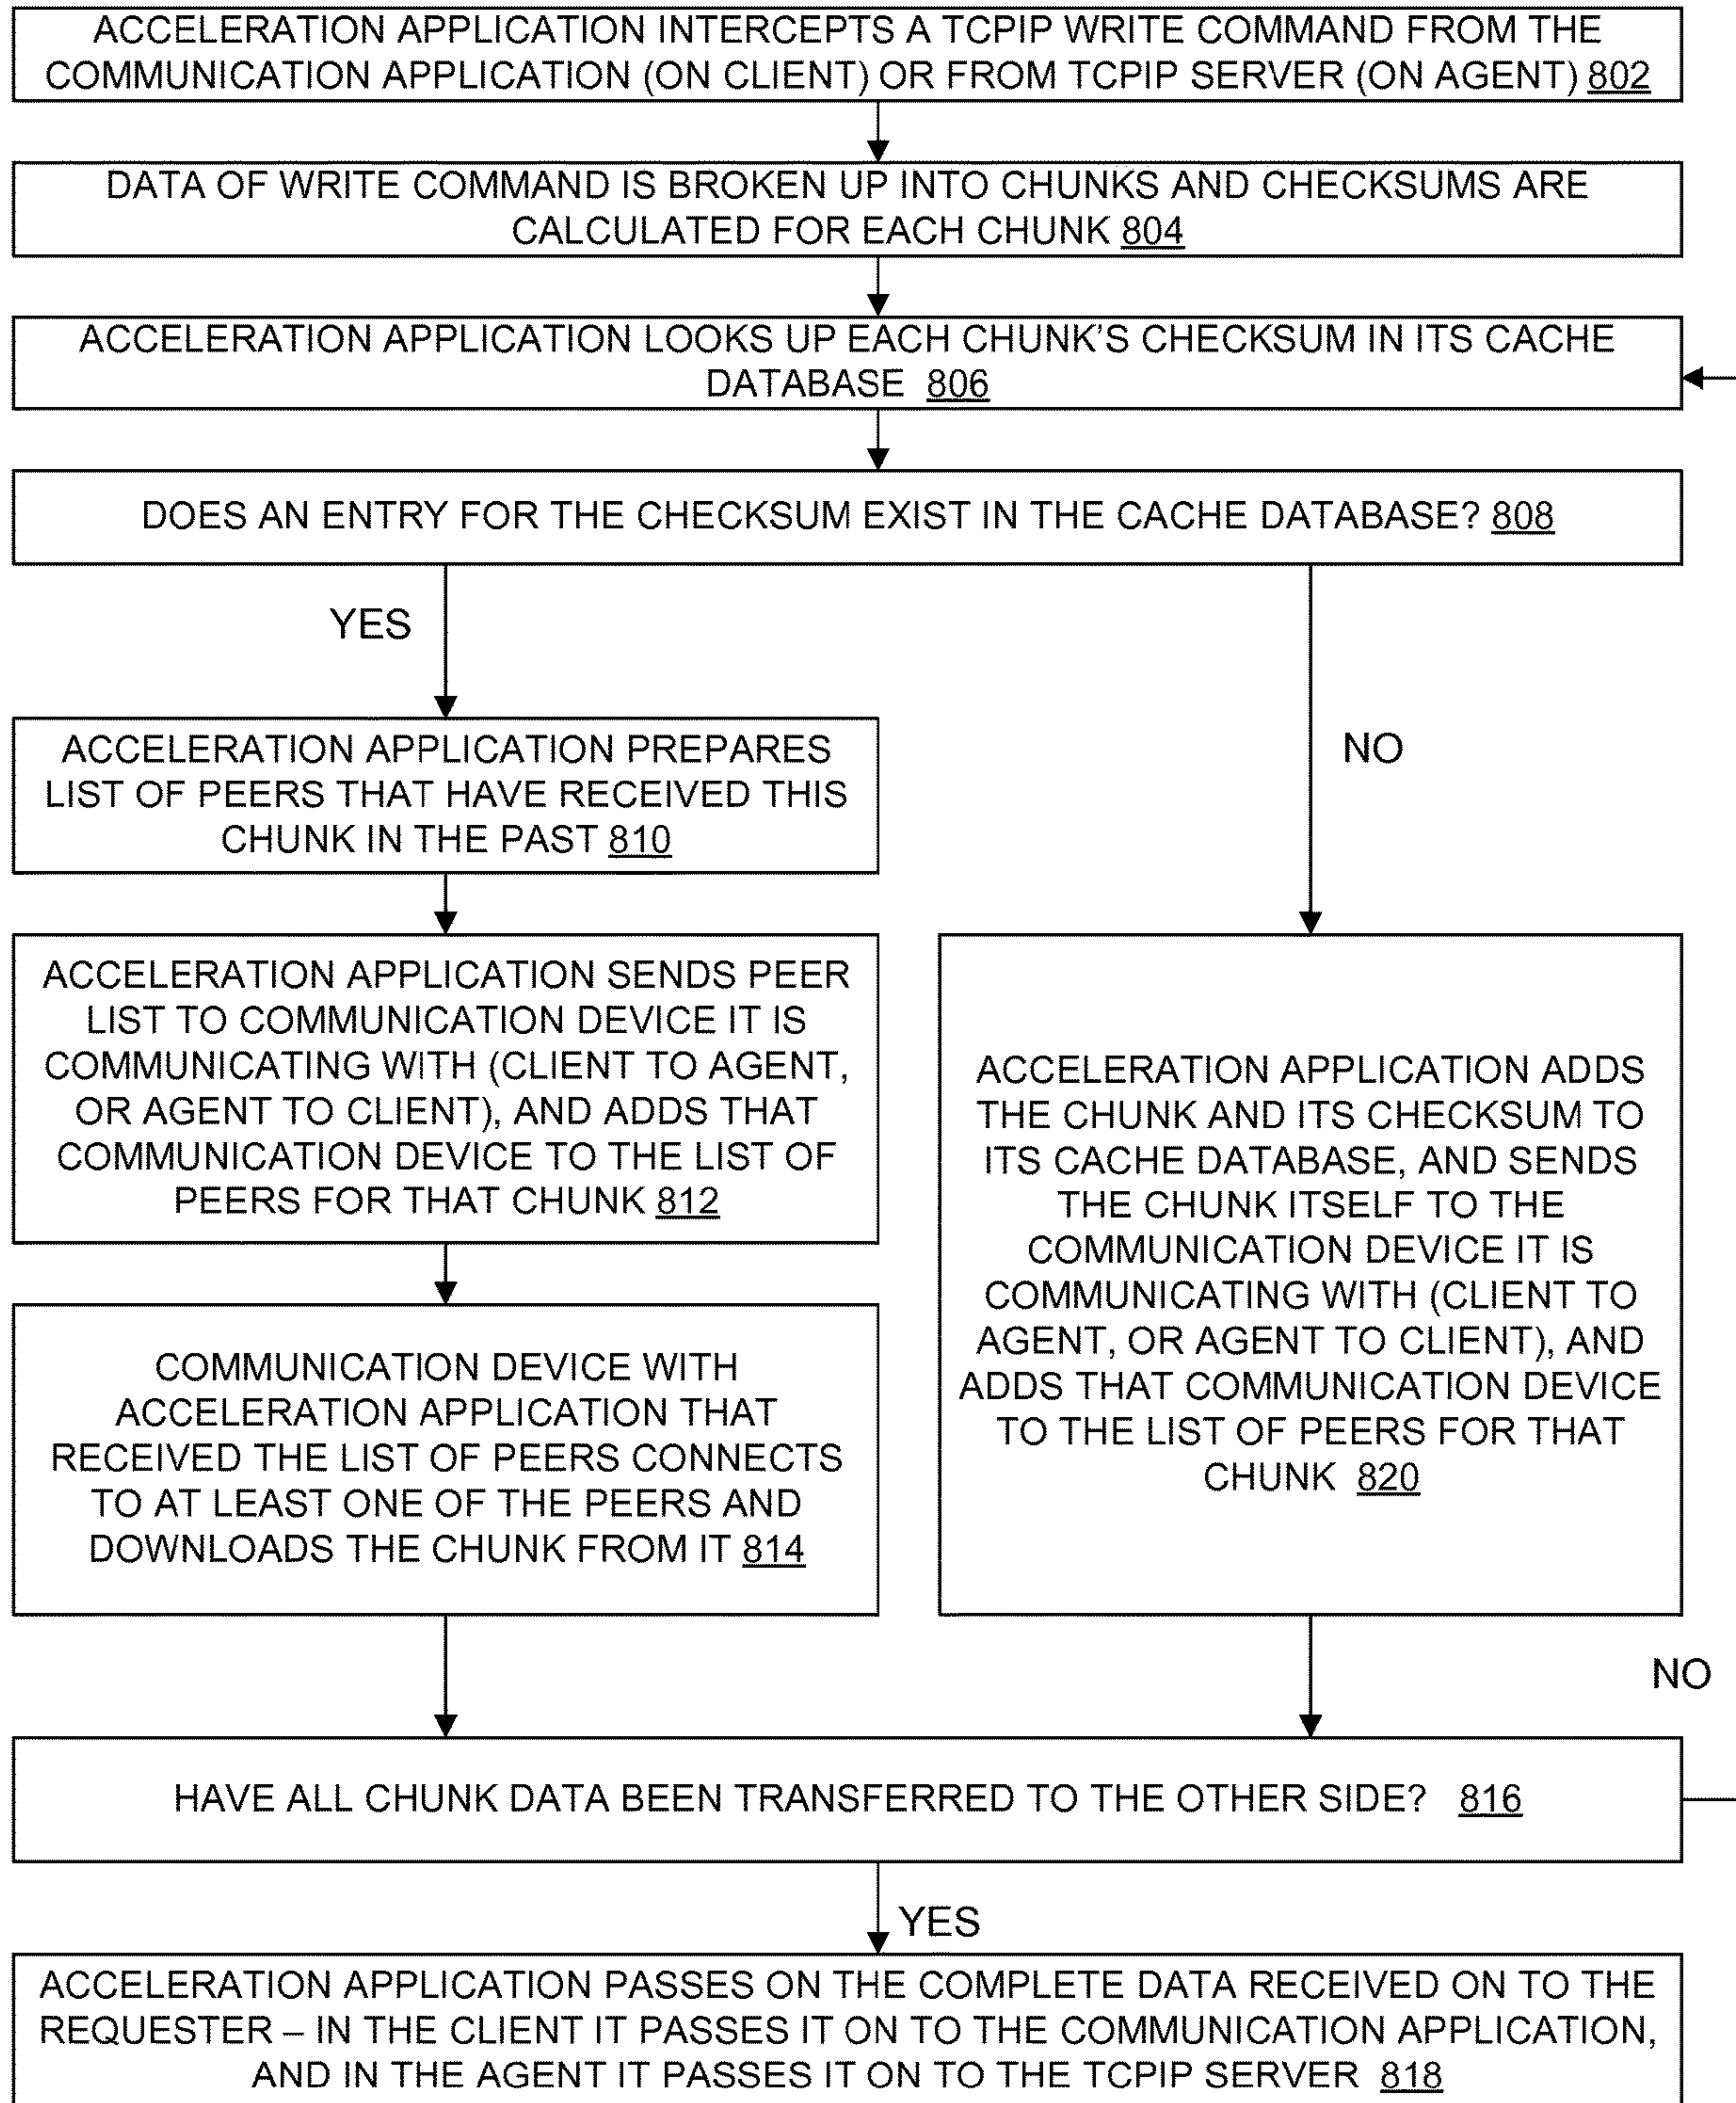 ACCELERATION APPLICATION INTERCEPTS A TCPIP WRITE COMMAND FROM THE
COMMUNICATION APPLICATION (ON CLIENT) OR FROM TCPIP SERVER (ON AGENT) 802
DATA OF WRITE COMMAND IS BROKEN UP INTO CHUNKS AND CHECKSUMS ARE
CALCULATED FOR EACH CHUNK 804
ACCELERATION APPLICATION LOOKS UP EACH CHUNK'S CHECKSUM IN ITS CACHE
DATABASE 806
DOES AN ENTRY FOR THE CHECKSUM EXIST IN THE CACHE DATABASE? 808
YES
ACCELERATION APPLICATION PREPARES
LIST OF PEERS THAT HAVE RECEIVED THIS
CHUNK IN THE PAST 810
ACCELERATION APPLICATION SENDS PEER
LIST TO COMMUNICATION DEVICE IT IS
COMMUNICATING WITH (CLIENT TO AGENT,
OR AGENT TO CLIENT), AND ADDS THAT
COMMUNICATION DEVICE TO THE LIST OF
PEERS FOR THAT CHUNK 812
COMMUNICATION DEVICE WITH
ACCELERATION APPLICATION THAT
RECEIVED THE LIST OF PEERS CONNECTS
TO AT LEAST ONE OF THE PEERS AND
DOWNLOADS THE CHUNK FROM IT 814
NO
ACCELERATION APPLICATION ADDS
THE CHUNK AND ITS CHECKSUM TO
ITS CACHE DATABASE, AND SENDS
THE CHUNK ITSELF TO THE
COMMUNICATION DEVICE IT IS
COMMUNICATING WITH (CLIENT TO
AGENT, OR AGENT TO CLIENT), AND
ADDS THAT COMMUNICATION DEVICE
TO THE LIST OF PEERS FOR THAT
CHUNK 820
NO
HAVE ALL CHUNK DATA BEEN TRANSFERRED TO THE OTHER SIDE? 816
YES
ACCELERATION APPLICATION PASSES ON THE COMPLETE DATA RECEIVED ON TO THE
REQUESTER – IN THE CLIENT IT PASSES IT ON TO THE COMMUNICATION APPLICATION,
AND IN THE AGENT IT PASSES IT ON TO THE TCPIP SERVER 818